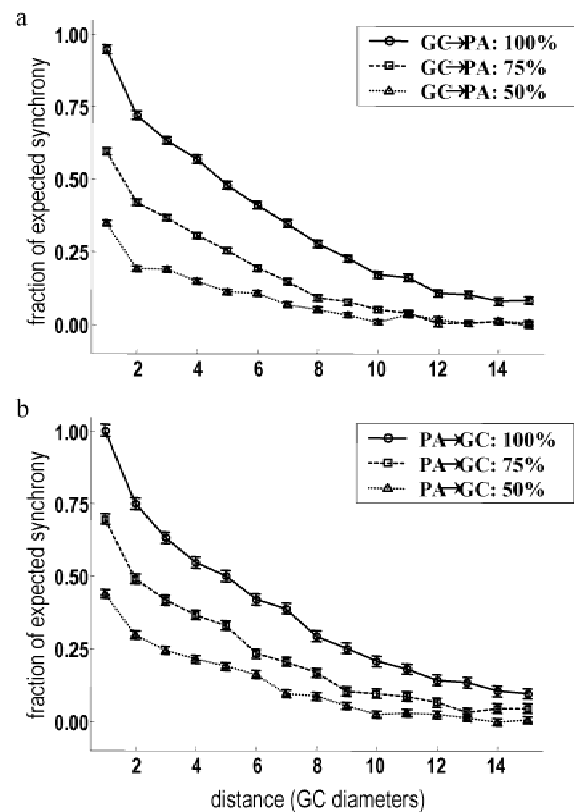 a
1.00
0.75
0.50
0.25
0.00
fraction of expected synchrony
GC→PA: 100%
GC→PA: 75%
GC→PA: 50%
2 4 6 8 10 12 14
b
1.00
0.75
0.50
0.25
0.00
fraction of expected synchrony
PA→GC: 100%
PA→GC: 75%
PA→GC: 50%
2 4 6 8 10 12 14
distance (GC diameters)